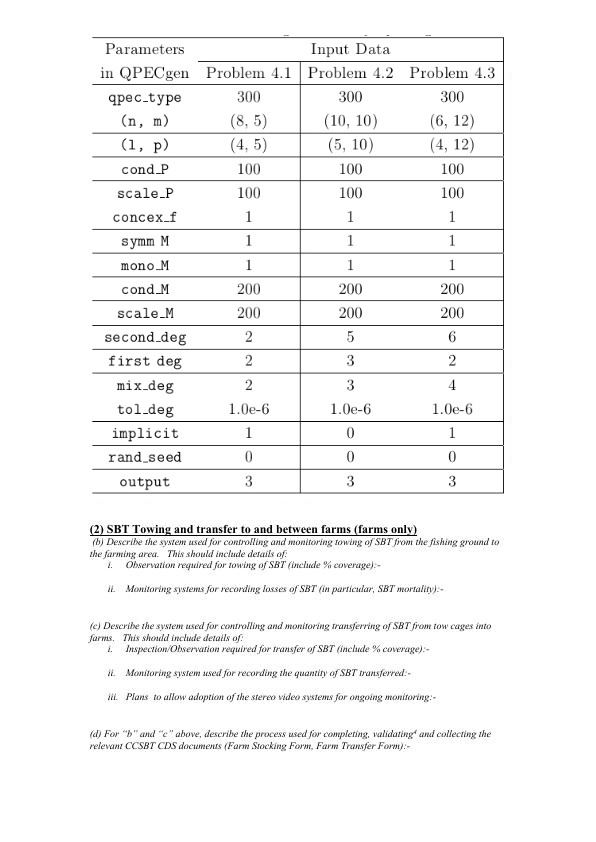 Parameters Input Data
in QPECgen Problem 4.1 Problem 4.2 Problem 4.3
qpec_type 300 300 300
(n, m) (8, 5) (10, 10) (6, 12)
(l, p) (4, 5) (5, 10) (4, 12)
cond_P 100 100 100
scale_P 100 100 100
concex_f 1 1 1
symm M 1 1 1
mono_M 1 1 1
cond_M 200 200 200
scale_M 200 200 200
second_deg 2 5 6
first deg 2 3 2
mix_deg 2 3 4
tol_deg 1.0e-6 1.0e-6 1.0e-6
implicit 1 0 1
rand_seed 0 0 0
output 3 3 3
(2) SBT Towing and transfer to and between farms (farms only)
(b) Describe the system used for controlling and monitoring towing of SBT from the fishing ground to
the farming area. This should include details of:
i. Observation required for towing of SBT (include % coverage):-
ii. Monitoring systems for recording losses of SBT (in particular, SBT mortality):-
(c) Describe the system used for controlling and monitoring transferring of SBT from tow cages into
farms. This should include details of:
i. Inspection/Observation required for transfer of SBT (include % coverage):-
ii. Monitoring system used for recording the quantity of SBT transferred:-
iii. Plans to allow adoption of the stereo video systems for ongoing monitoring:-
(d) For "b" and "c" above, describe the process used for completing, validating⁴ and collecting the
relevant CCSBT CDS documents (Farm Stocking Form, Farm Transfer Form):-